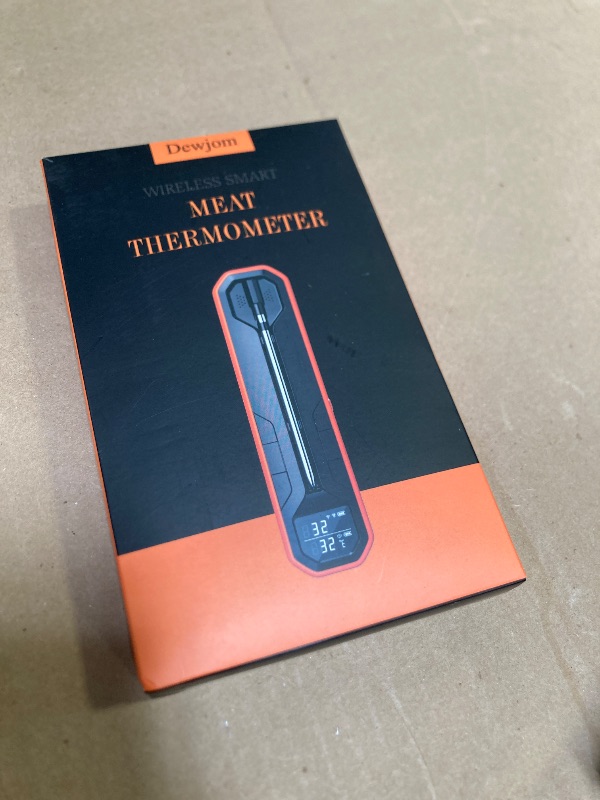 Dewjom
WIRELESS SMART
MEAT
THERMOMETER
32
32